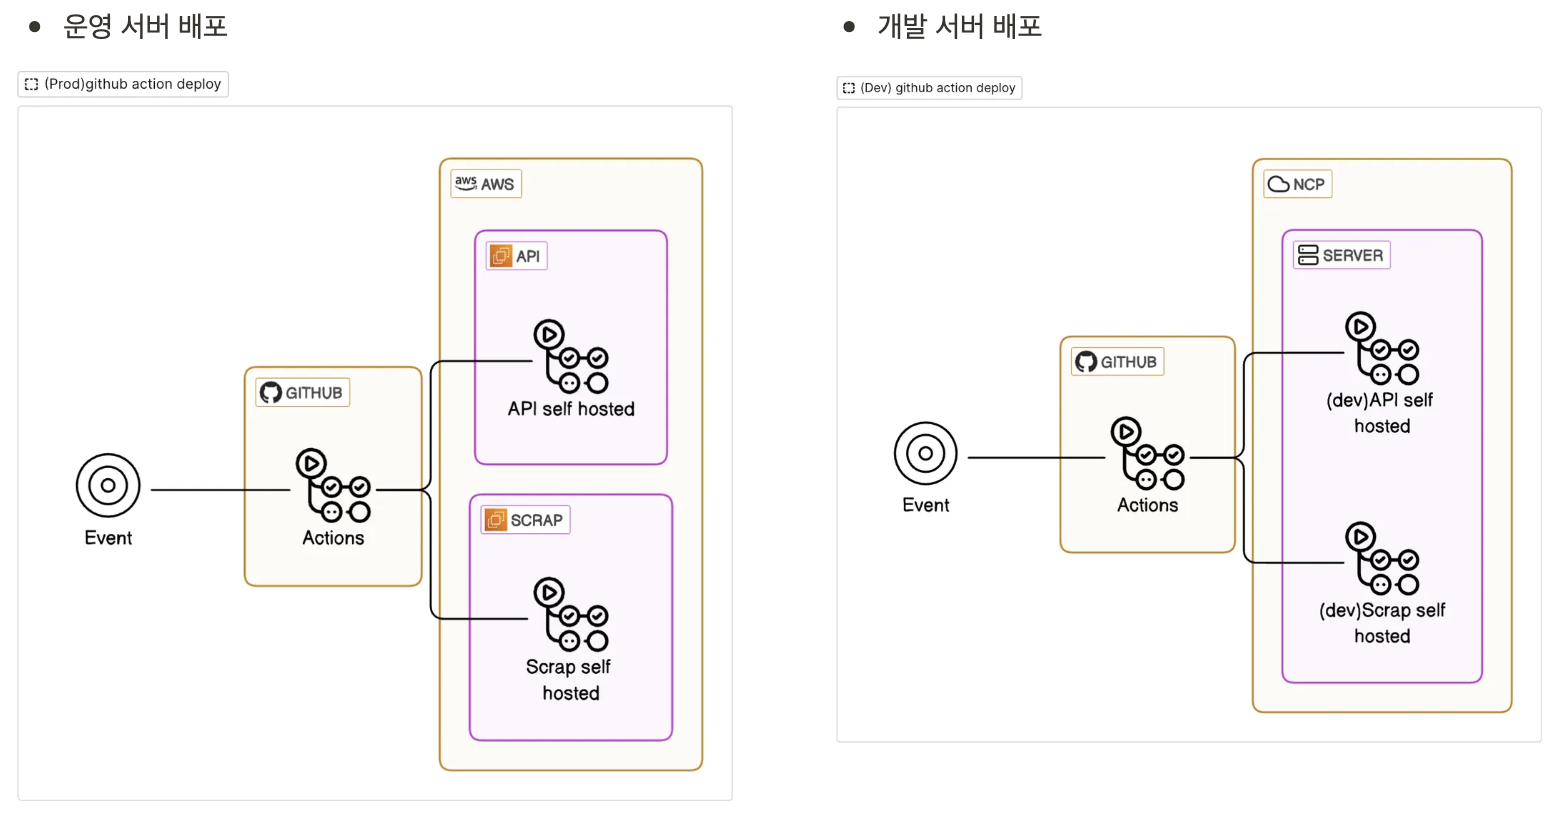 운영 서버 배포
(Prod)github action deploy
aws AWS
API
API self hosted
GITHUB
Event
Actions
SCRAP
Scrap self
hosted
개발 서버 배포
(Dev) github action deploy
NCP
SERVER
(dev)API self
hosted
GITHUB
Event
Actions
(dev)Scrap self
hosted